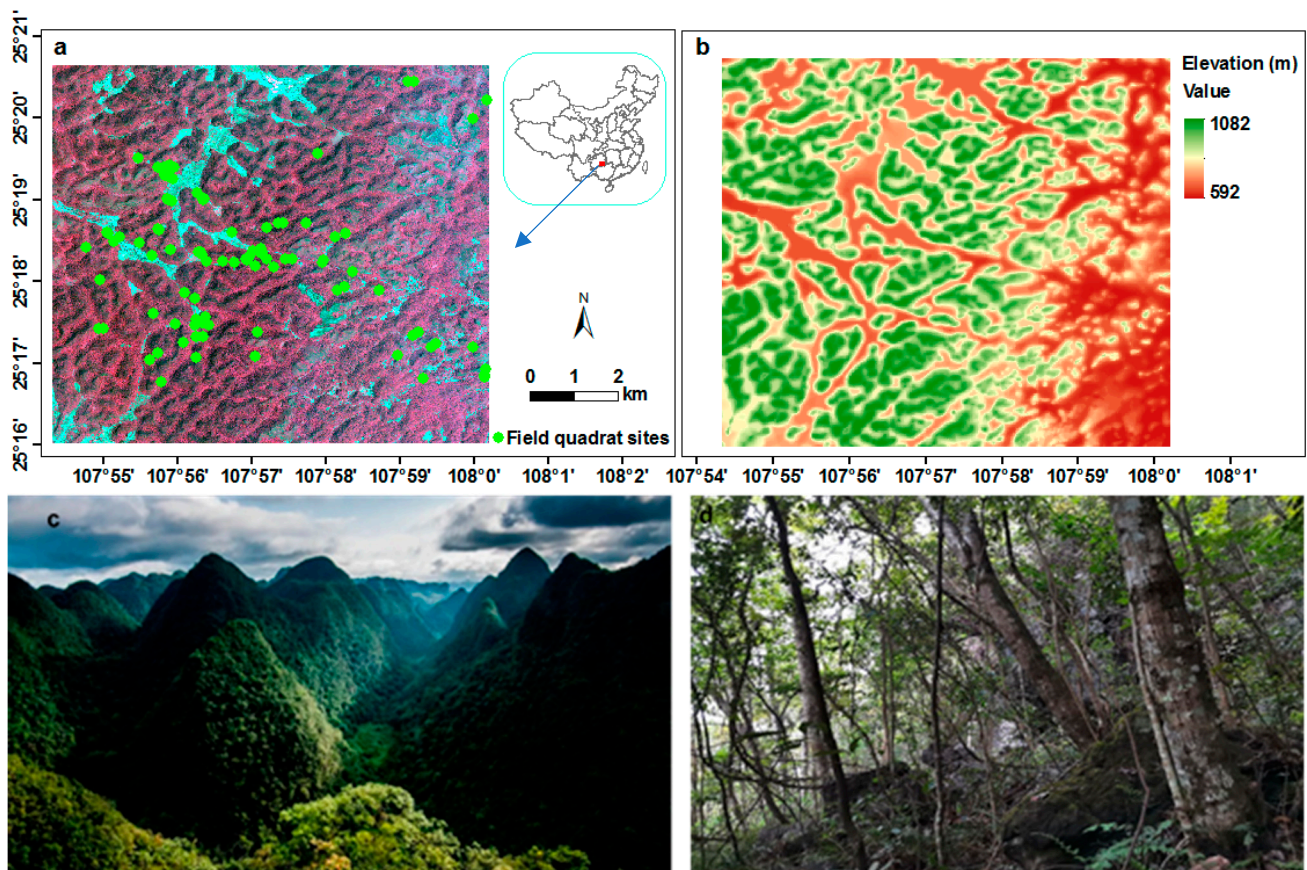 a
25°21'
25°20'
25°19'
25°18'
25°17'
25°16'
N
0 1 2
km
Field quadrat sites
107°55' 107°56' 107°57' 107°58' 107°59' 108°0' 108°1' 108°2'
b
Elevation (m)
Value
1082
592
107°54' 107°55' 107°56' 107°57' 107°58' 107°59' 108°0' 108°1'
c
d